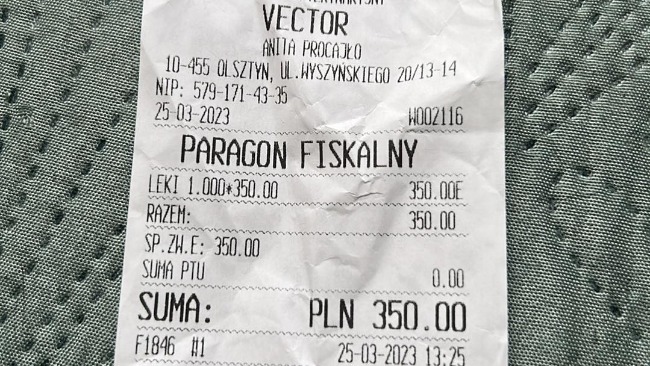 VECTOR
ANITA PROCAJŁO
10-455 OLSZTYN, UL.WYSZYŃSKIEGO 20/13-14
NIP: 579-171-43-35
25-03-2023 W002116
PARAGON FISKALNY
LEKI 1.000*350.00 350.00E
RAZEM: 350.00
SP.ZW.E: 350.00
SUMA PTU 0.00
SUMA: PLN 350.00
F1846 #1 25-03-2023 13:25